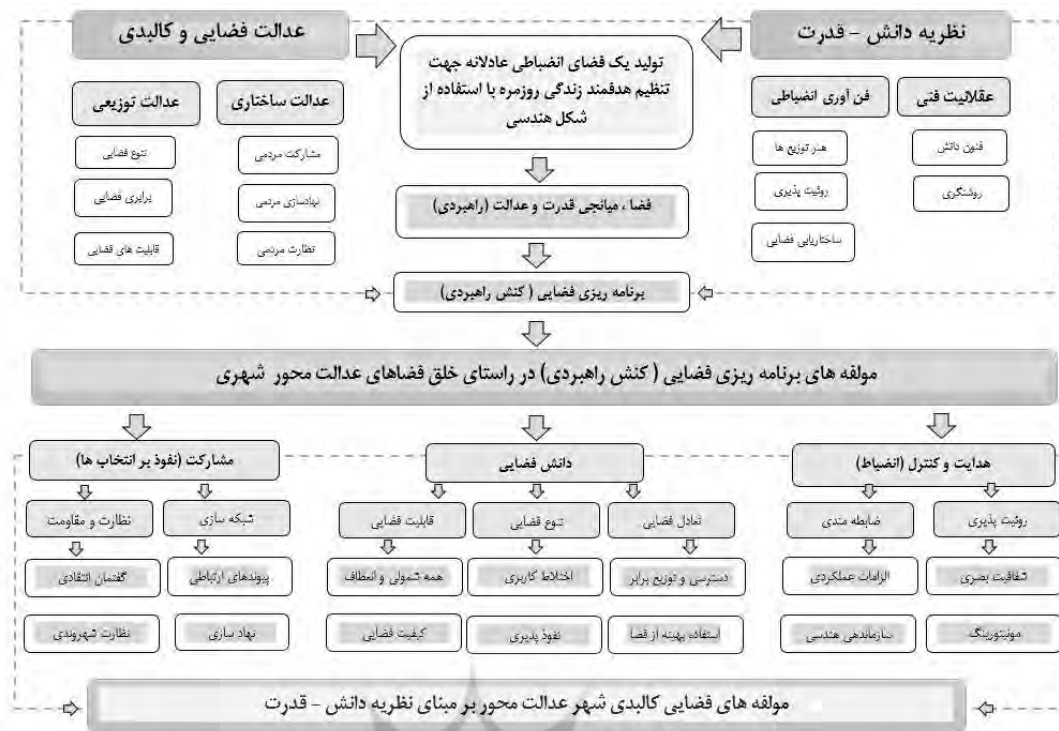 نظریه دانش - قدرت
عدالت فضایی و کالبدی
تولید یک فضای انضباطی عادلانه جهت
تنظیم هدفمند زندگی روزمره با استفاده از
شکل هندسی
عقلانیت فنی
فن آوری انضباطی
عدالت ساختاری
عدالت توزیعی
فنون دانش
هنر توزیع ها
مشارکت مردمی
تنوع فضایی
روشنگری
روئیت پذیری
نهادسازی مردمی
برابری فضایی
ساختاریابی فضایی
نظارت مردمی
قابلیت های فضایی
فضا ، میانجی قدرت و عدالت (راهبردی)
برنامه ریزی فضایی ( کنش راهبردی)
مولفه های برنامه ریزی فضایی ( کنش راهبردی) در راستای خلق فضاهای عدالت محور شهری
هدایت و کنترل (انضباط)
دانش فضایی
مشارکت (نفوذ بر انتخاب ها)
روئیت پذیری
ضابطه مندی
تعادل فضایی
تنوع فضایی
قابلیت فضایی
شبکه سازی
نظارت و مقاومت
شفافیت بصری
الزامات عملکردی
دسترسی و توزیع برابر
اختلاط کاربری
همه شمولی و انعطاف
پیوندهای ارتباطی
گفتمان انتقادی
مونیتورینگ
سازماندهی هندسی
استفاده بهینه از فضا
نفوذ پذیری
کیفیت فضایی
نهاد سازی
نظارت شهروندی
مولفه های فضایی کالبدی شهر عدالت محور بر مبنای نظریه دانش - قدرت